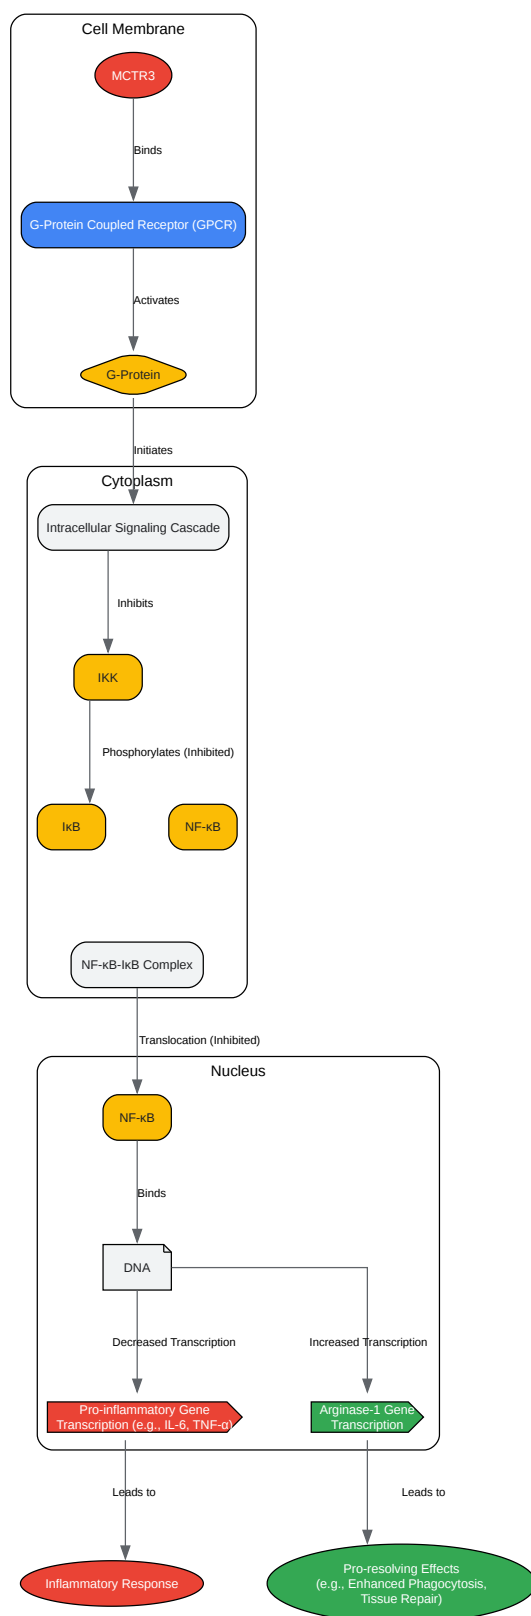 Cell Membrane
MCTR3
Binds
G-Protein Coupled Receptor (GPCR)
Activates
G-Protein
Initiates
Cytoplasm
Intracellular Signaling Cascade
Inhibits
IKK
Phosphorylates (Inhibited)
IκB
NF-κB
NF-κB-IκB Complex
Translocation (Inhibited)
Nucleus
NF-κB
Binds
DNA
Decreased Transcription
Increased Transcription
Pro-inflammatory Gene
Transcription (e.g., IL-6, TNF-α)
Arginase-1 Gene
Transcription
Leads to
Leads to
Inflammatory Response
Pro-resolving Effects
(e.g., Enhanced Phagocytosis,
Tissue Repair)